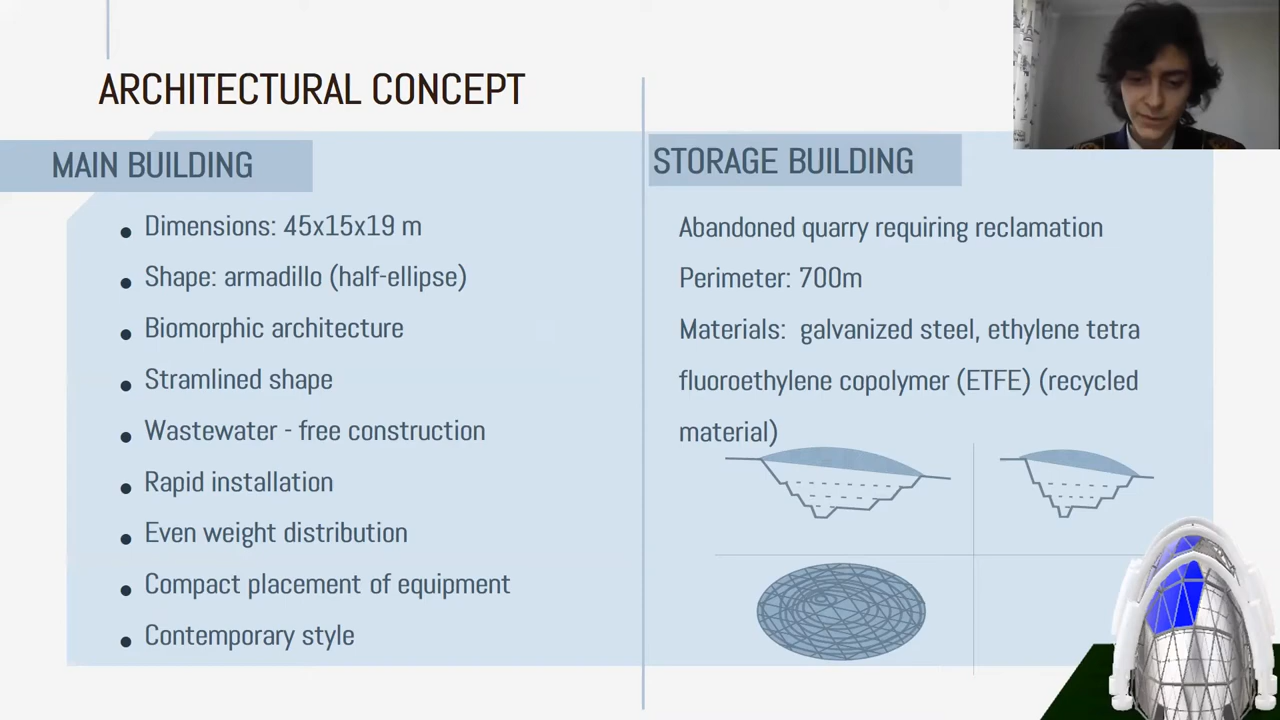 ARCHITECTURAL CONCEPT
MAIN BUILDING
Dimensions: 45x15x19 m
Shape: armadillo (half-ellipse)
Biomorphic architecture
Stramlined shape
Wastewater - free construction
Rapid installation
Even weight distribution
Compact placement of equipment
Contemporary style
STORAGE BUILDING
Abandoned quarry requiring reclamation
Perimeter: 700m
Materials:  galvanized steel, ethylene tetra
fluoroethylene copolymer (ETFE) (recycled
material)